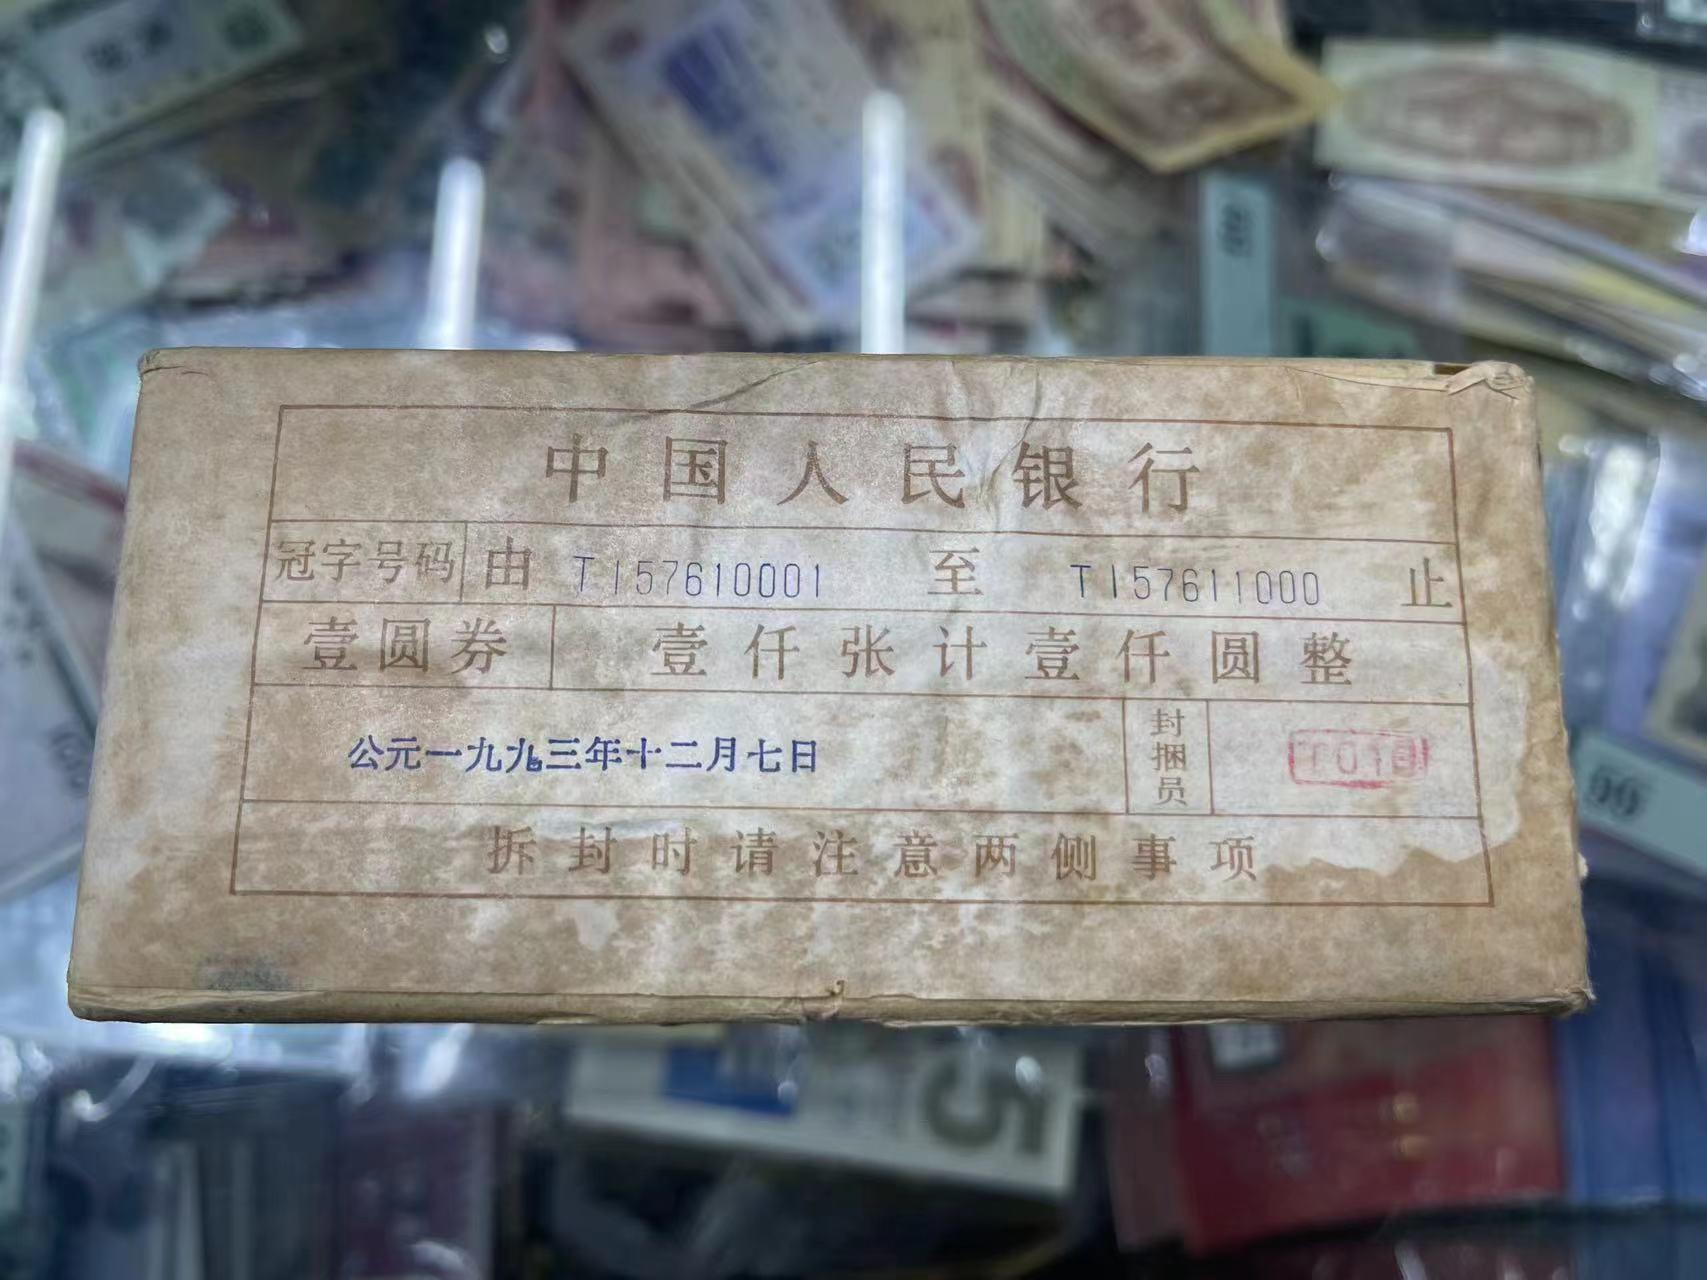 中国人民银行
冠字号码 由 TI57610001 至 TI57611000 止
壹圆券 壹仟张计壹仟圆整
公元一九九三年十二月七日 封捆员
拆封时请注意两侧事项